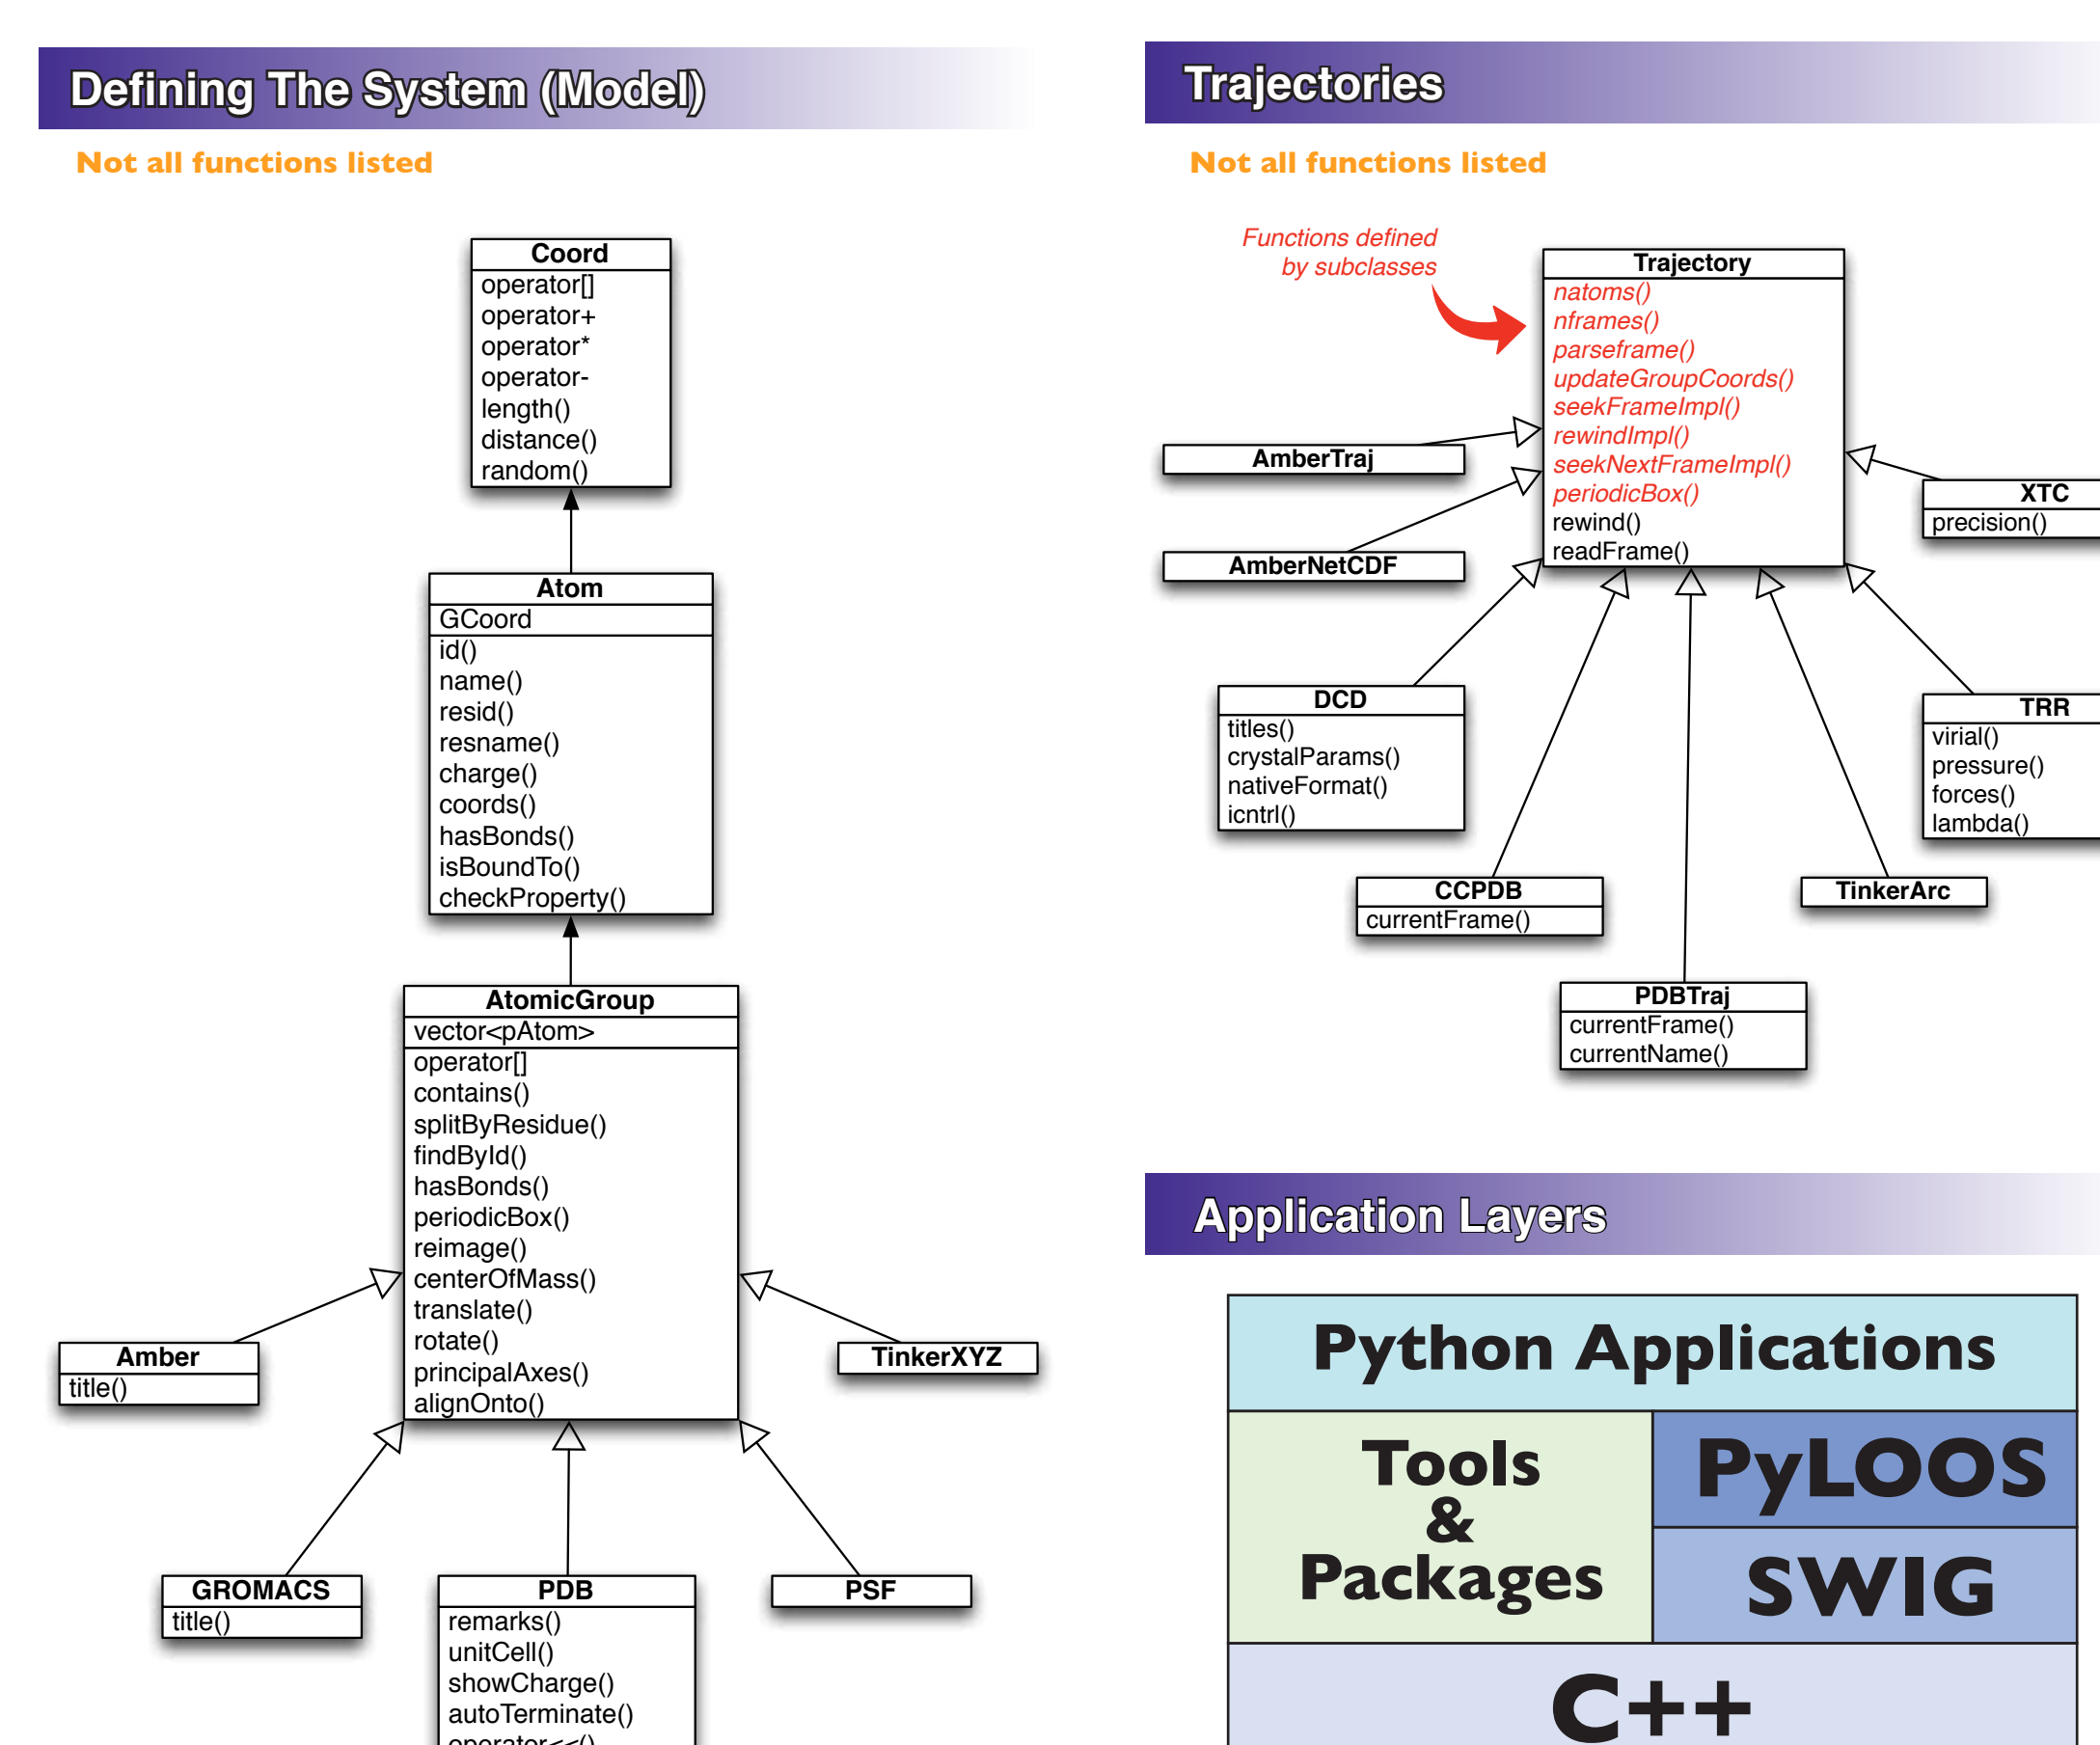 Defining The System (Model)
Not all functions listed
Coord
operator[]
operator+
operator*
operator-
length()
distance()
random()
Atom
GCoord
id()
name()
resid()
resname()
charge()
coords()
hasBonds()
isBoundTo()
checkProperty()
AtomicGroup
vector<pAtom>
operator[]
contains()
splitByResidue()
findById()
hasBonds()
periodicBox()
reimage()
centerOfMass()
translate()
rotate()
principalAxes()
alignOnto()
Amber
title()
TinkerXYZ
GROMACS
title()
PDB
remarks()
unitCell()
showCharge()
autoTerminate()
operator<<()
PSF
Trajectories
Not all functions listed
Functions defined
by subclasses
Trajectory
natoms()
nframes()
parseframe()
updateGroupCoords()
seekFrameImpl()
rewindImpl()
seekNextFrameImpl()
periodicBox()
rewind()
readFrame()
AmberTraj
AmberNetCDF
XTC
precision()
DCD
titles()
crystalParams()
nativeFormat()
icntrl()
TRR
virial()
pressure()
forces()
lambda()
CCPDB
currentFrame()
TinkerArc
PDBTraj
currentFrame()
currentName()
Application Layers
Python Applications
Tools
&
Packages
PyLOOS
SWIG
C++